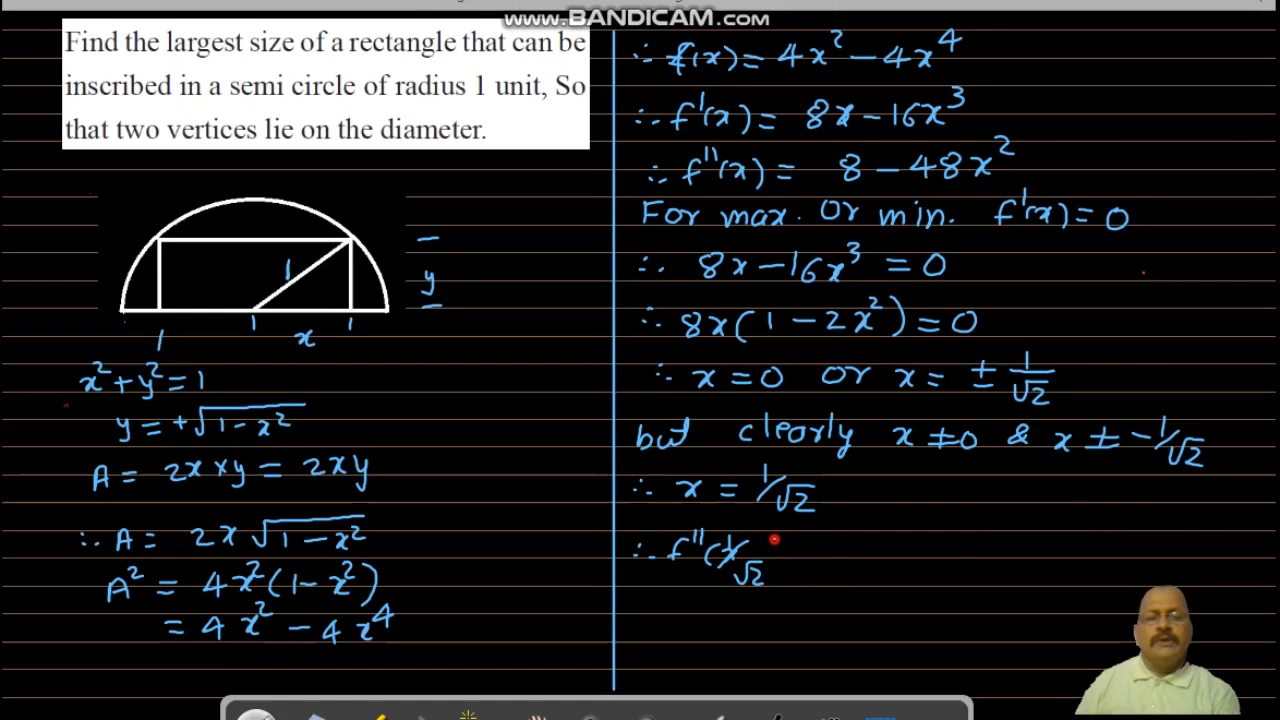 www.BANDICAM.com
Find the largest size of a rectangle that can be
inscribed in a semi circle of radius 1 unit, So
that two vertices lie on the diameter.
1
y
x
x² + y² = 1
y = +√(1 - x²)
A = 2x × y = 2xy
∴ A = 2x √(1 - x²)
A² = 4x²(1 - x²)
= 4x² - 4x⁴
∴ f(x) = 4x² - 4x⁴
∴ f'(x) = 8x - 16x³
∴ f''(x) = 8 - 48x²
For max. Or min. f'(x) = 0
∴ 8x - 16x³ = 0
∴ 8x(1 - 2x²) = 0
∴ x = 0 or x = ± 1/√2
but clearly x ≠ 0 & x ≠ -1/√2
∴ x = 1/√2
∴ f''(1/√2